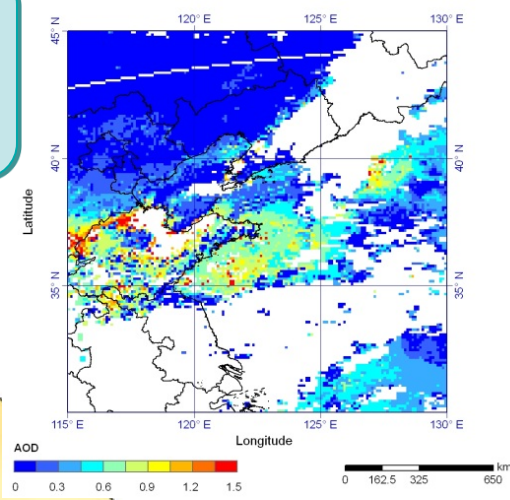 120° E 125° E 130° E
45° N
40° N 40° N
35° N 35° N
Latitude
115° E 120° E 125° E 130° E
Longitude
AOD
0 0.3 0.6 0.9 1.2 1.5
km
0 162.5 325 650